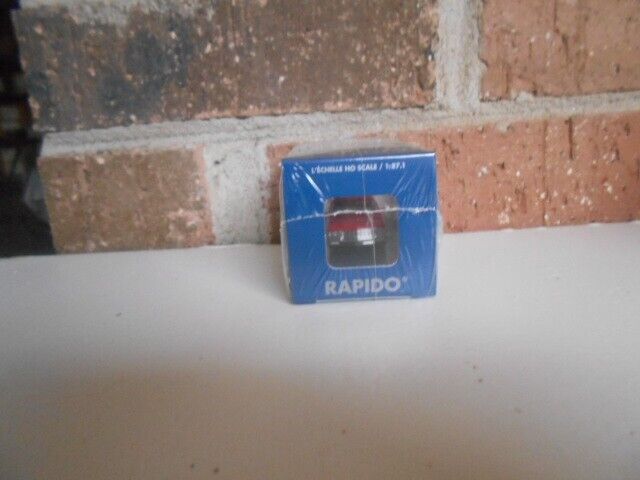 L'ÉCHELLE HO SCALE / 1:87.1
RAPIDO®